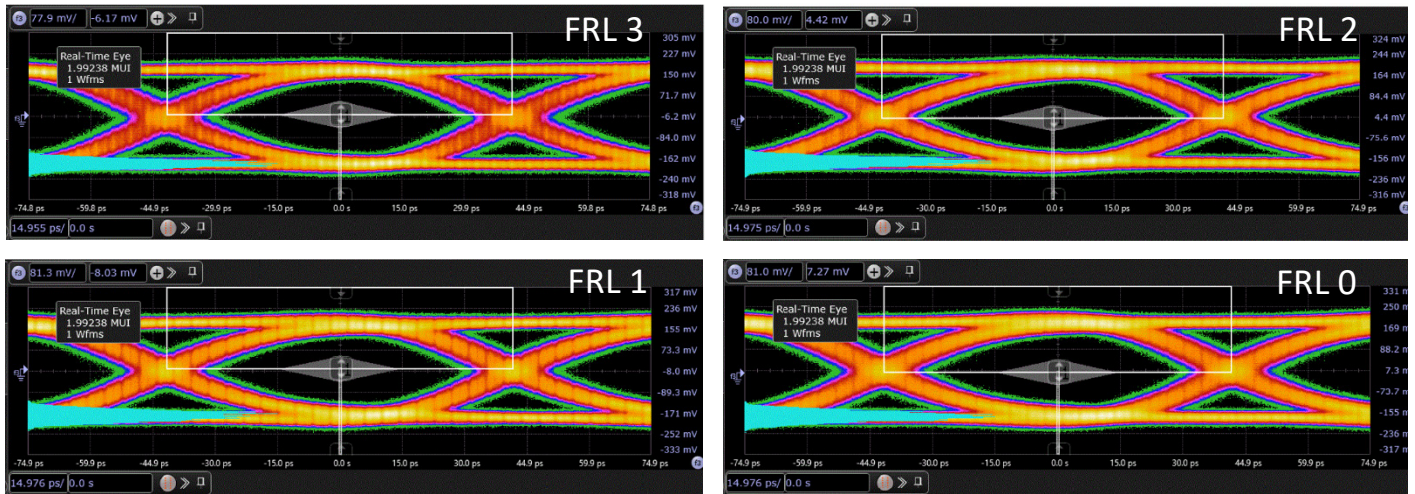 f3 77.9 mV/ -6.17 mV
FRL 3
305 mV
227 mV
150 mV
71.7 mV
-6.2 mV
-84.0 mV
-162 mV
-240 mV
-318 mV
Real-Time Eye
1.99238 MUI
1 Wfms
-74.9 ps -59.8 ps -44.9 ps -30.0 ps -15.0 ps 0.0 s 15.0 ps 29.9 ps 44.9 ps 59.8 ps 74.8 ps f3
14.955 ps/ 0.0 s
f3 80.0 mV/ 4.42 mV
FRL 2
324 mV
244 mV
164 mV
84.4 mV
4.4 mV
-75.6 mV
-156 mV
-236 mV
-316 mV
Real-Time Eye
1.99238 MUI
1 Wfms
-74.9 ps -59.9 ps -44.9 ps -30.0 ps -15.0 ps 0.0 s 15.0 ps 30.0 ps 44.9 ps 59.9 ps 74.9 ps f3
14.975 ps/ 0.0 s
f3 81.3 mV/ -8.03 mV
FRL 1
317 mV
236 mV
155 mV
73.3 mV
-8.0 mV
-89.3 mV
-171 mV
-252 mV
-333 mV
Real-Time Eye
1.99238 MUI
1 Wfms
-74.9 ps -59.9 ps -44.9 ps -30.0 ps -15.0 ps 0.0 s 15.0 ps 30.0 ps 44.9 ps 59.9 ps 74.9 ps f3
14.976 ps/ 0.0 s
f3 81.0 mV/ 7.27 mV
FRL 0
331 m
250 m
169 m
88.2 m
7.3 m
-73.7 m
-155 m
-236 m
-317 m
Real-Time Eye
1.99238 MUI
1 Wfms
-74.9 ps -59.9 ps -44.9 ps -30.0 ps -15.0 ps 0.0 s 15.0 ps 30.0 ps 44.9 ps 59.9 ps 74.9 ps
14.976 ps/ 0.0 s